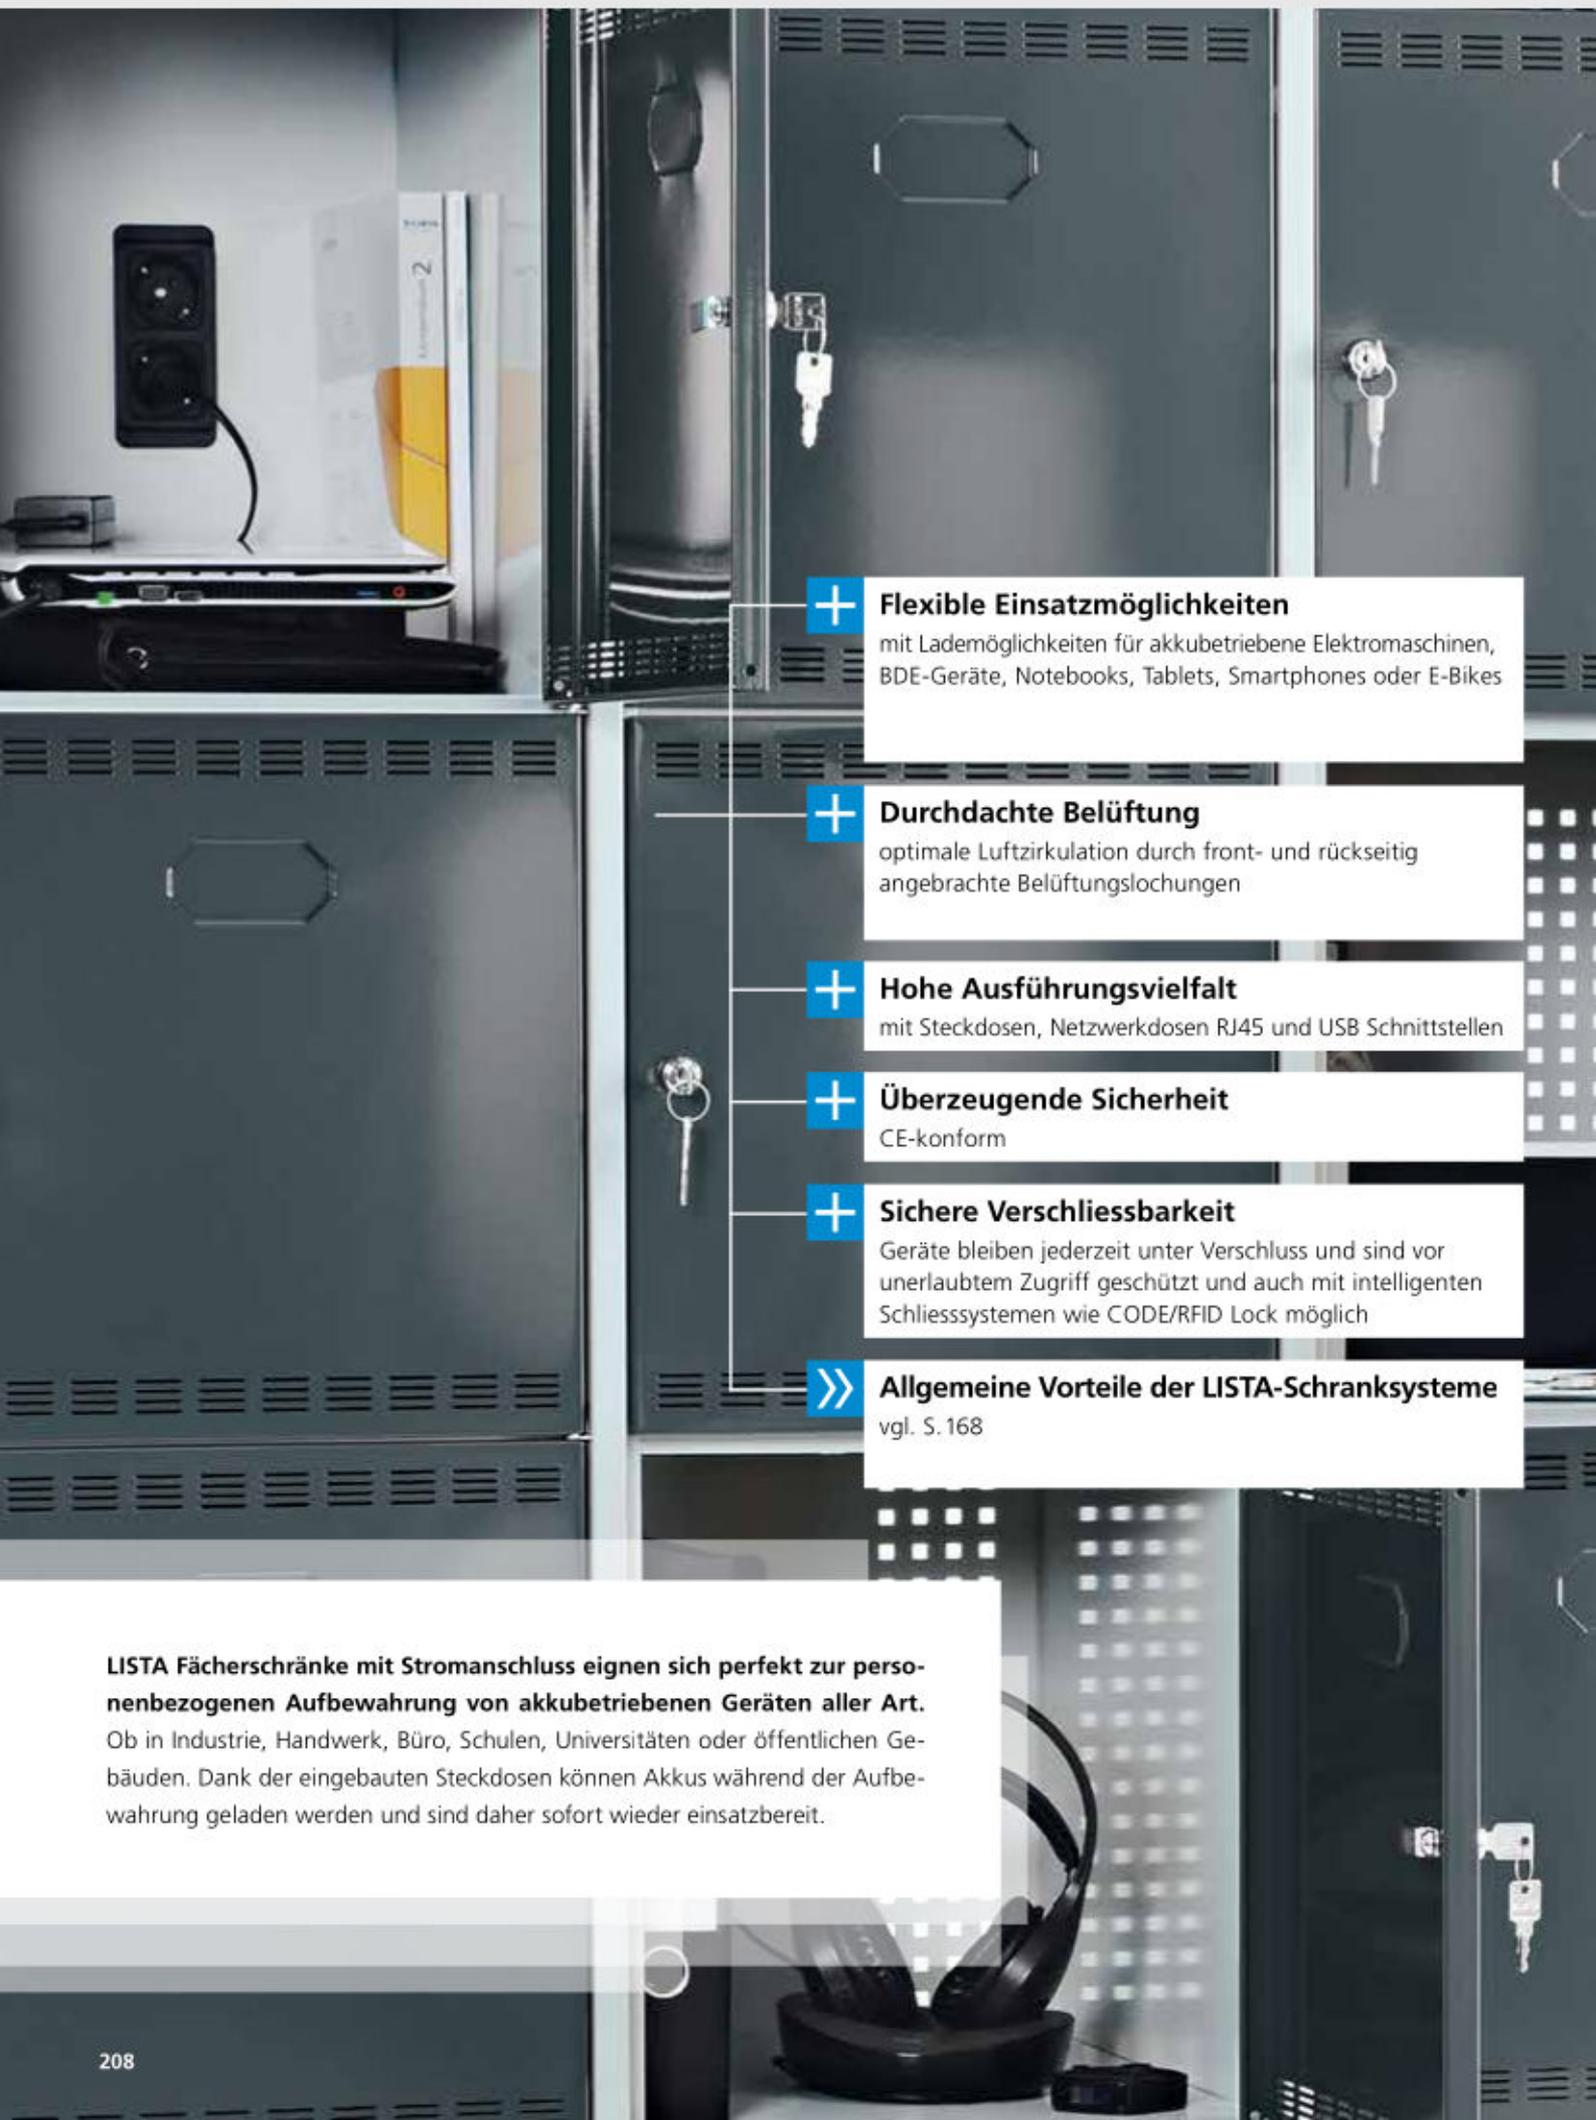 2
Flexible Einsatzmöglichkeiten
mit Lademöglichkeiten für akkubetriebene Elektromaschinen,
BDE-Geräte, Notebooks, Tablets, Smartphones oder E-Bikes
Durchdachte Belüftung
optimale Luftzirkulation durch front- und rückseitig
angebrachte Belüftungslochungen
Hohe Ausführungsvielfalt
mit Steckdosen, Netzwerkdosen RJ45 und USB Schnittstellen
Überzeugende Sicherheit
CE-konform
Sichere Verschliessbarkeit
Geräte bleiben jederzeit unter Verschluss und sind vor
unerlaubtem Zugriff geschützt und auch mit intelligenten
Schliesssystemen wie CODE/RFID Lock möglich
Allgemeine Vorteile der LISTA-Schranksysteme
vgl. S. 168
LISTA Fächerschränke mit Stromanschluss eignen sich perfekt zur perso-
nenbezogenen Aufbewahrung von akkubetriebenen Geräten aller Art.
Ob in Industrie, Handwerk, Büro, Schulen, Universitäten oder öffentlichen Ge-
bäuden. Dank der eingebauten Steckdosen können Akkus während der Aufbe-
wahrung geladen werden und sind daher sofort wieder einsatzbereit.
208